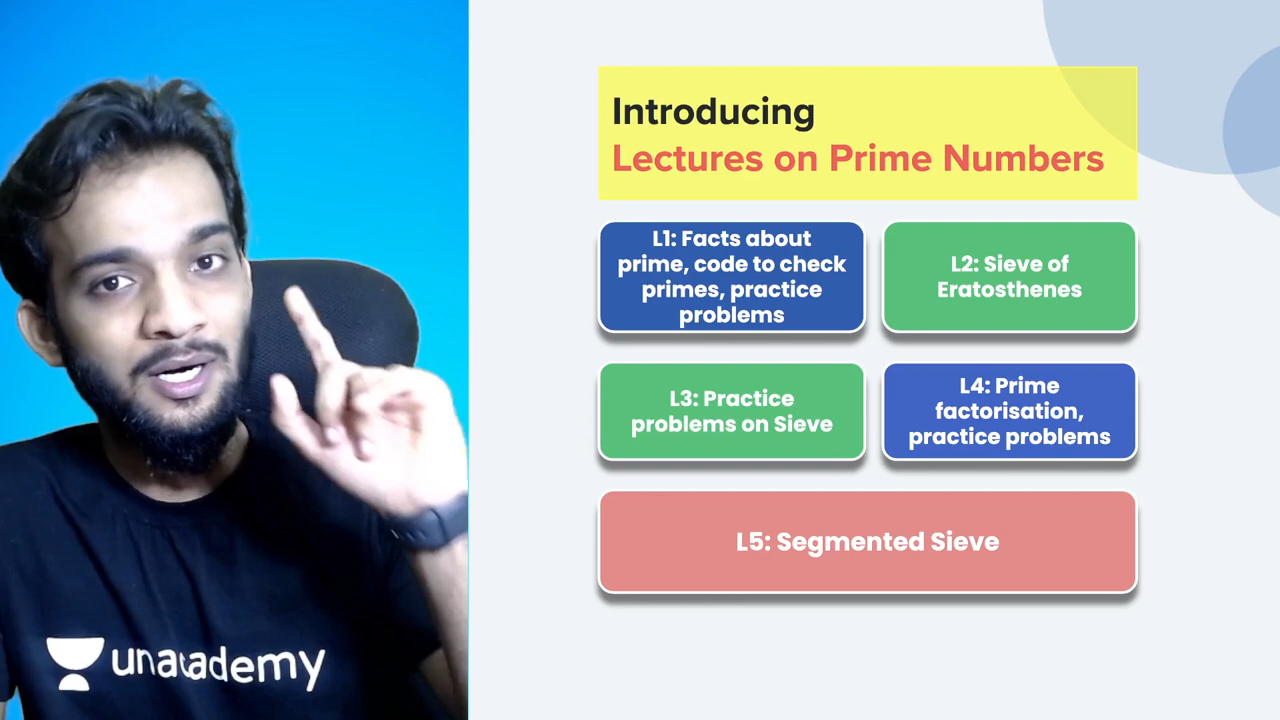 Introducing
Lectures on Prime Numbers
L1: Facts about
prime, code to check
primes, practice
problems
L2: Sieve of
Eratosthenes
L3: Practice
problems on Sieve
L4: Prime
factorisation,
practice problems
L5: Segmented Sieve
unacademy